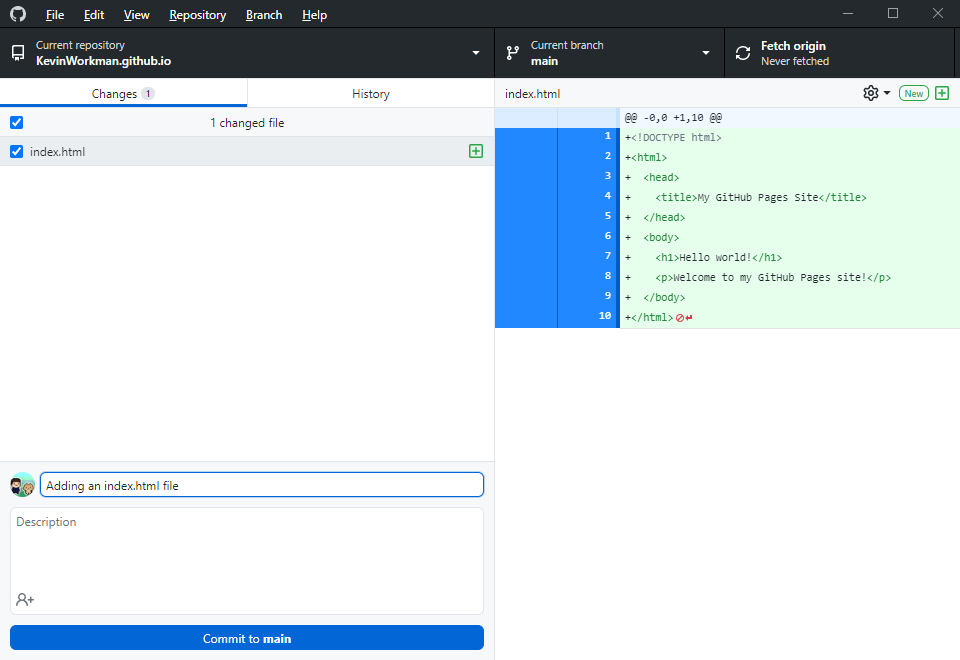 File Edit View Repository Branch Help
Current repository
KevinWorkman.github.io
Current branch
main
Fetch origin
Never fetched
Changes 1
History
1 changed file
index.html
Adding an index.html file
Description
Commit to main
index.html
New
@@ -0,0 +1,10 @@
1 +<!DOCTYPE html>
2 +<html>
3 +  <head>
4 +    <title>My GitHub Pages Site</title>
5 +  </head>
6 +  <body>
7 +    <h1>Hello world!</h1>
8 +    <p>Welcome to my GitHub Pages site!</p>
9 +  </body>
10 +</html>